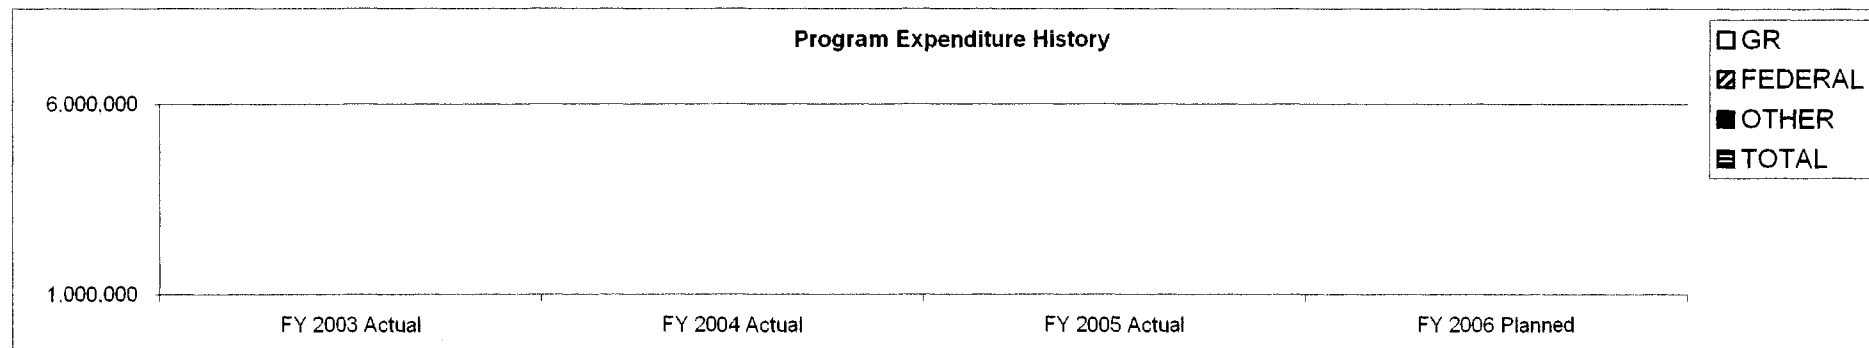 Program Expenditure History
GR
FEDERAL
OTHER
TOTAL
6,000,000
1,000,000
FY 2003 Actual
FY 2004 Actual
FY 2005 Actual
FY 2006 Planned